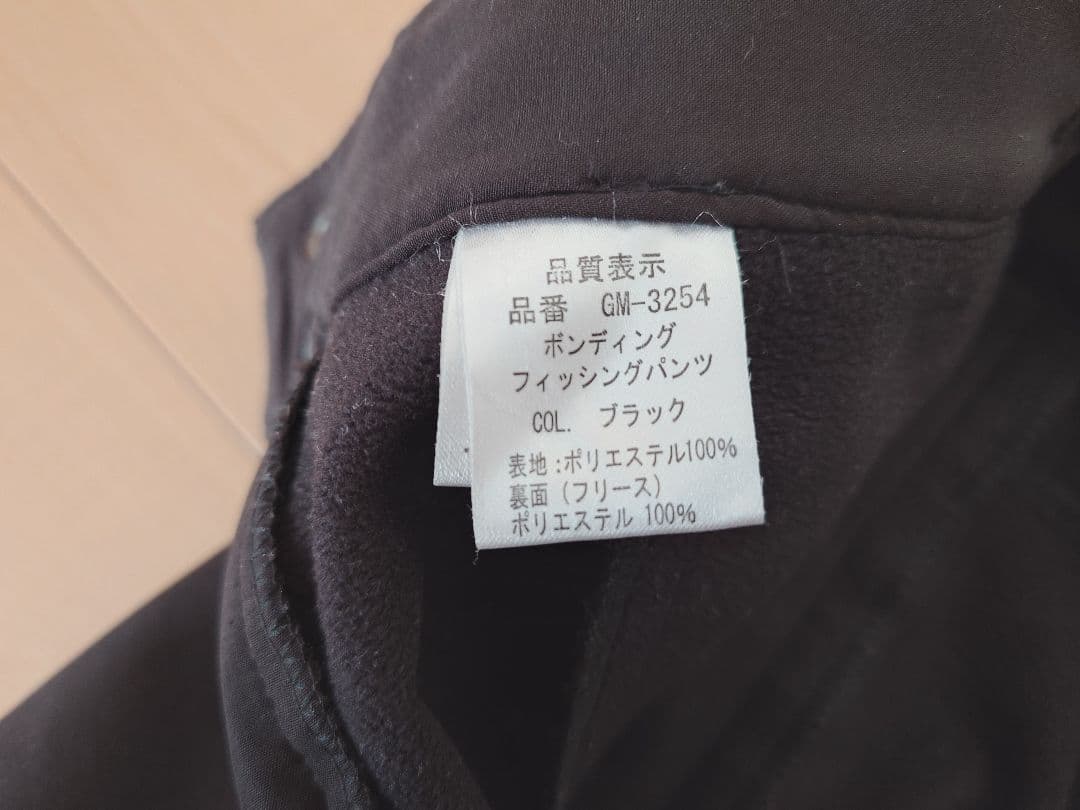 品質表示
品番 GM-3254
ボンディング
フィッシングパンツ
COL. ブラック
表地:ポリエステル100%
裏面(フリース)
ポリエステル 100%